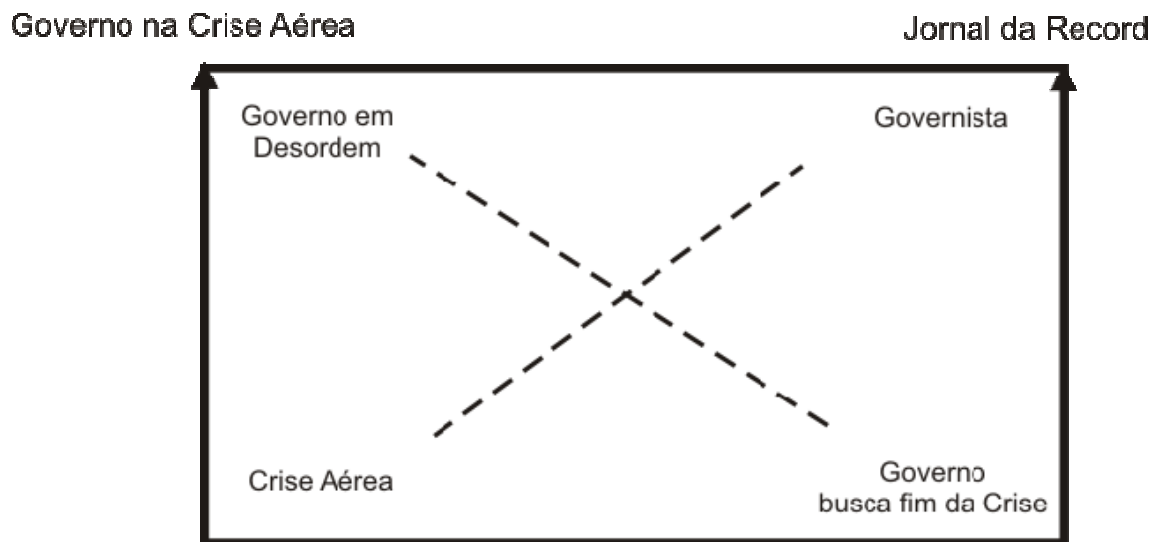 Governo na Crise Aérea
Jornal da Record
Governo em
Desordem
Governista
Crise Aérea
Governo
busca fim da Crise